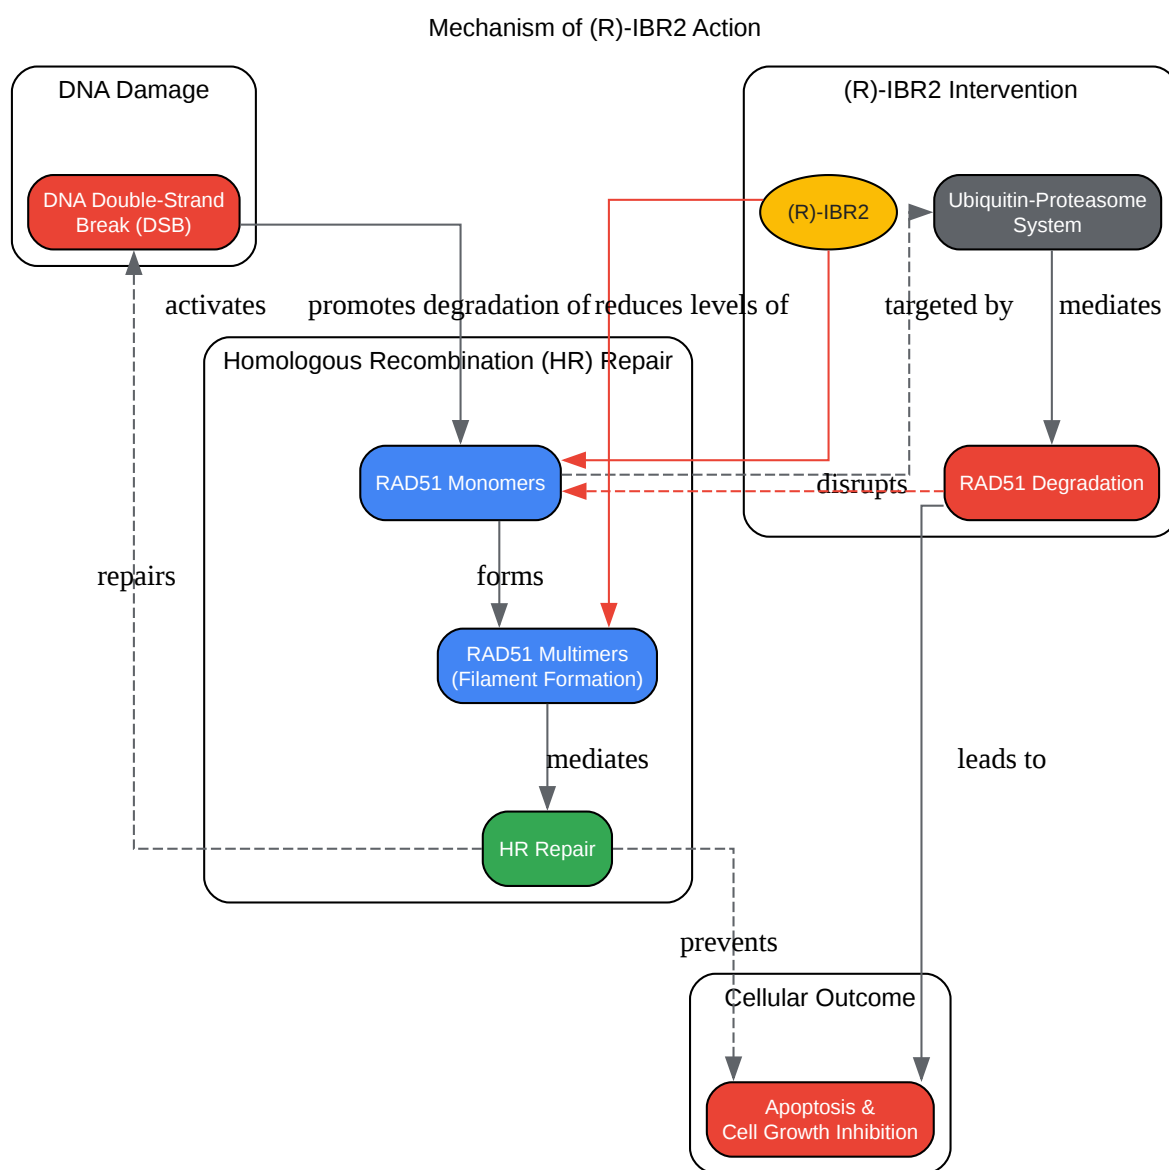 Mechanism of (R)-IBR2 Action
DNA Damage
(R)-IBR2 Intervention
DNA Double-Strand
Break (DSB)
(R)-IBR2
Ubiquitin-Proteasome
System
activates
promotes degradation of
reduces levels of
targeted by
mediates
Homologous Recombination (HR) Repair
RAD51 Monomers
disrupts
RAD51 Degradation
repairs
forms
RAD51 Multimers
(Filament Formation)
mediates
leads to
HR Repair
prevents
Cellular Outcome
Apoptosis &
Cell Growth Inhibition